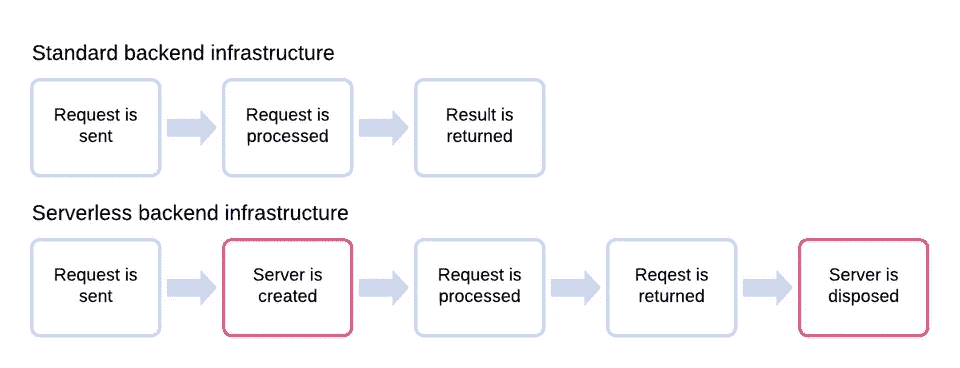 Standard backend infrastructure
Request is
sent
Request is
processed
Result is
returned
Serverless backend infrastructure
Request is
sent
Server is
created
Request is
processed
Reqest is
returned
Server is
disposed